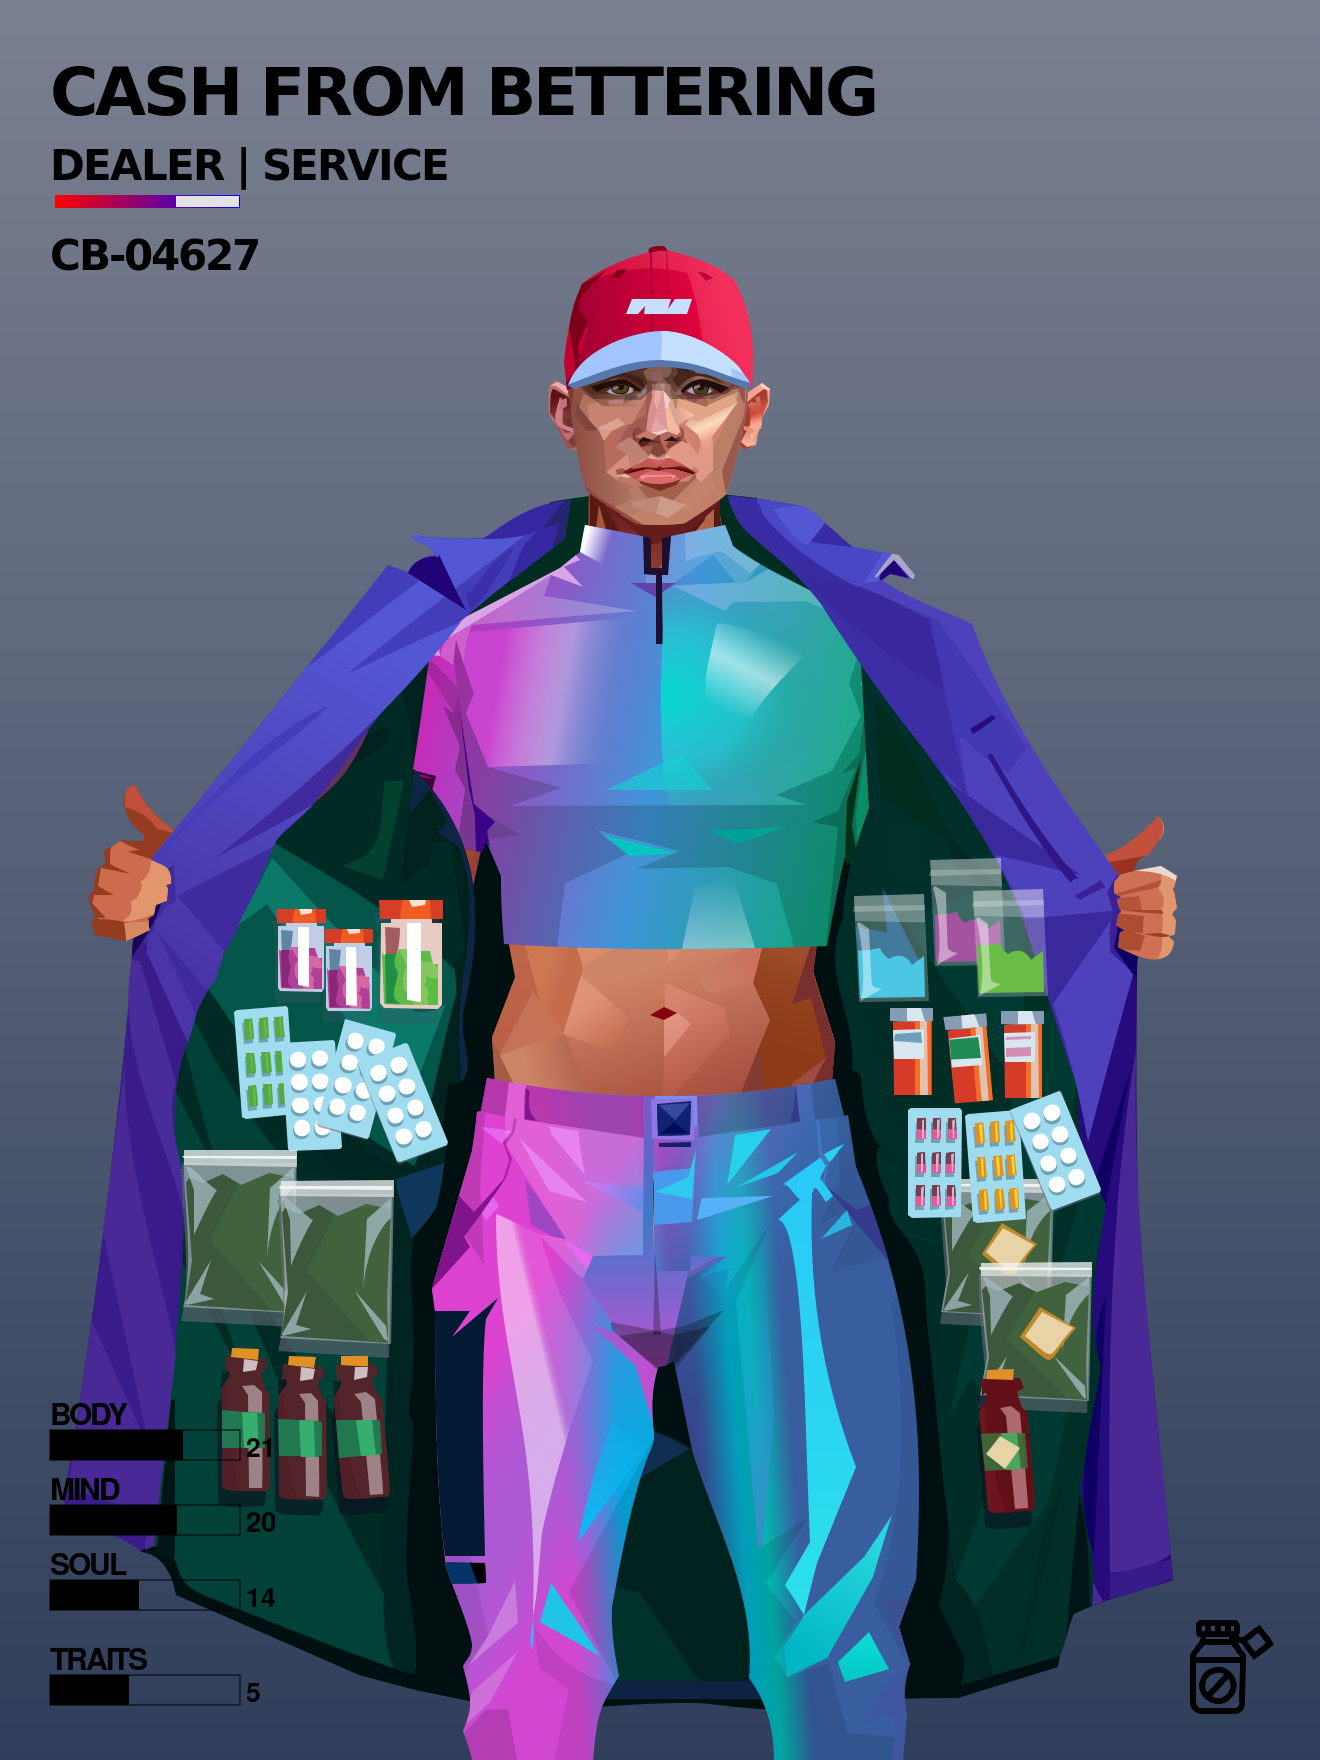 CASH FROM BETTERING
DEALER | SERVICE
CB-04627
BODY
21
MIND
20
SOUL
14
TRAITS
5